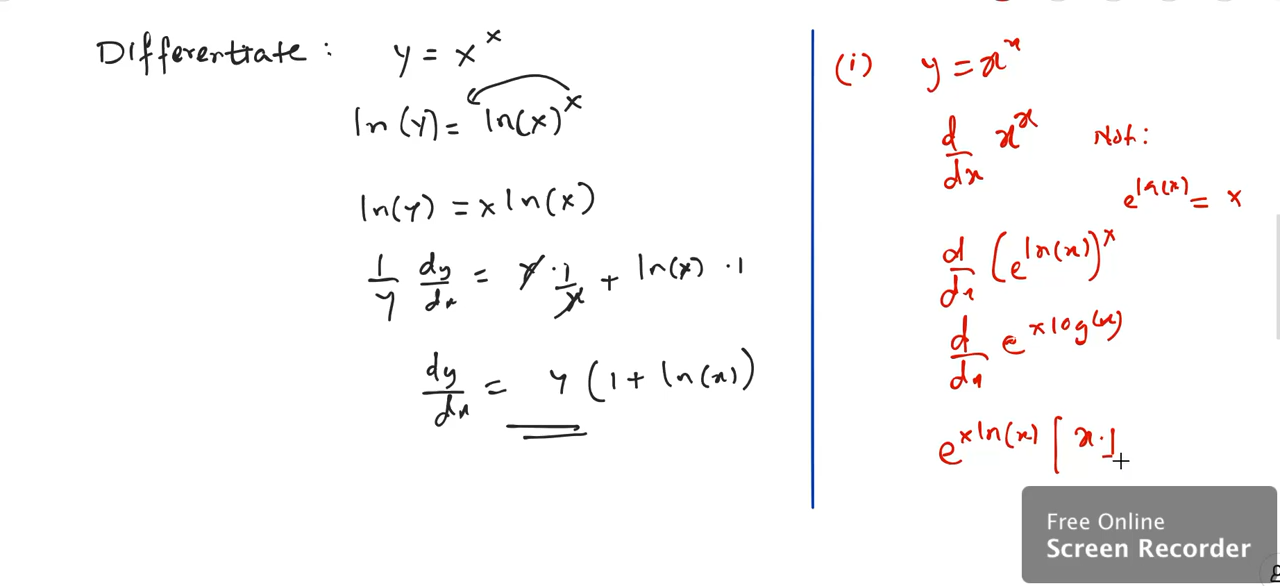 Differentiate : y = x^x
ln(y) = ln(x)^x
ln(y) = x ln(x)
1/y dy/dx = x · 1/x + ln(x) · 1
dy/dx = y (1 + ln(x))
(i) y = x^x
d/dx x^x Not:
e^ln(x) = x
d/dx (e^ln(x))^x
d/dx e^x log(x)
e^x ln(x) [ x · 1
Free Online
Screen Recorder